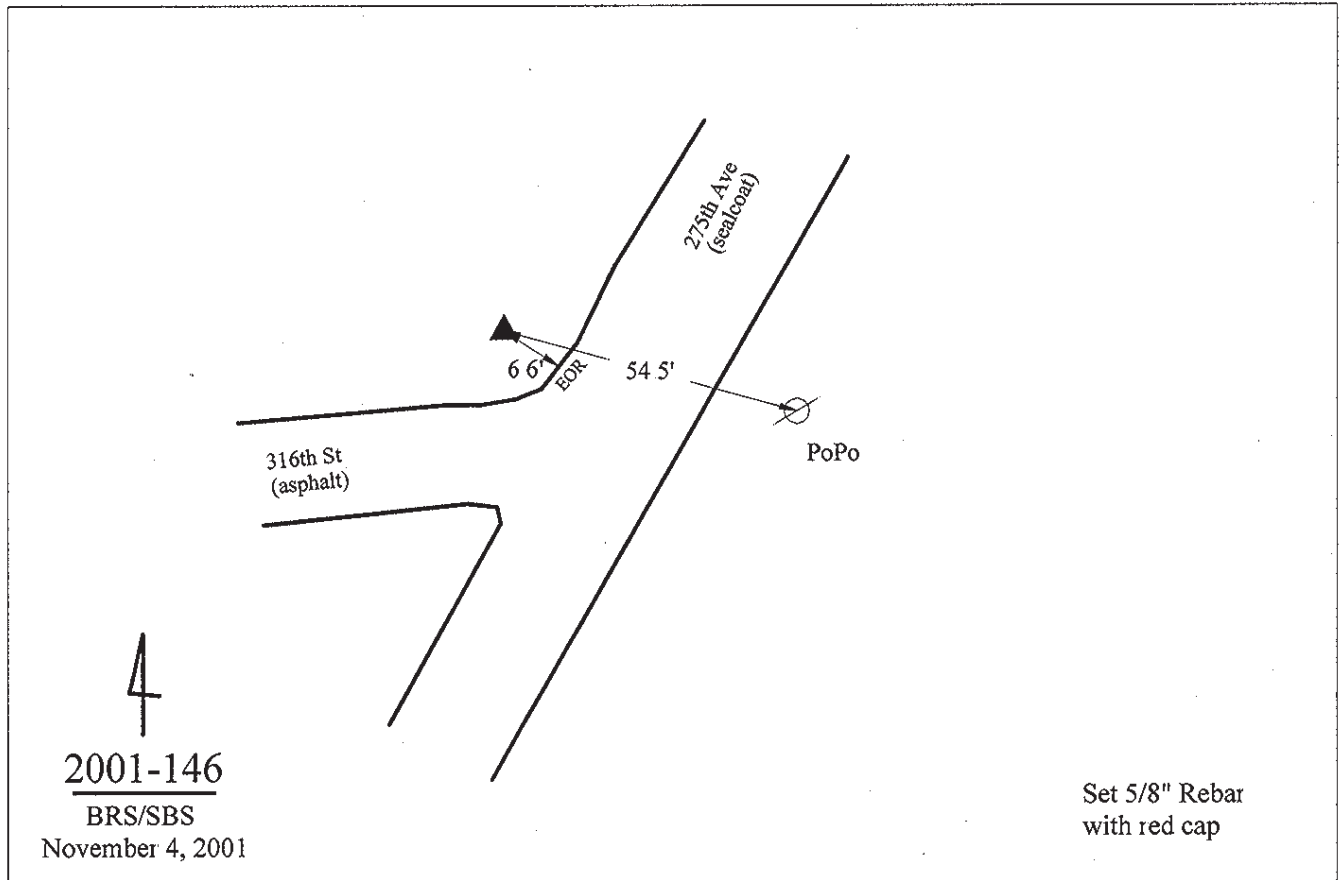 275th Ave
(sealcoat)
6 6'
EOR
54 5'
PoPo
316th St
(asphalt)
2001-146
BRS/SBS
November 4, 2001
Set 5/8" Rebar
with red cap